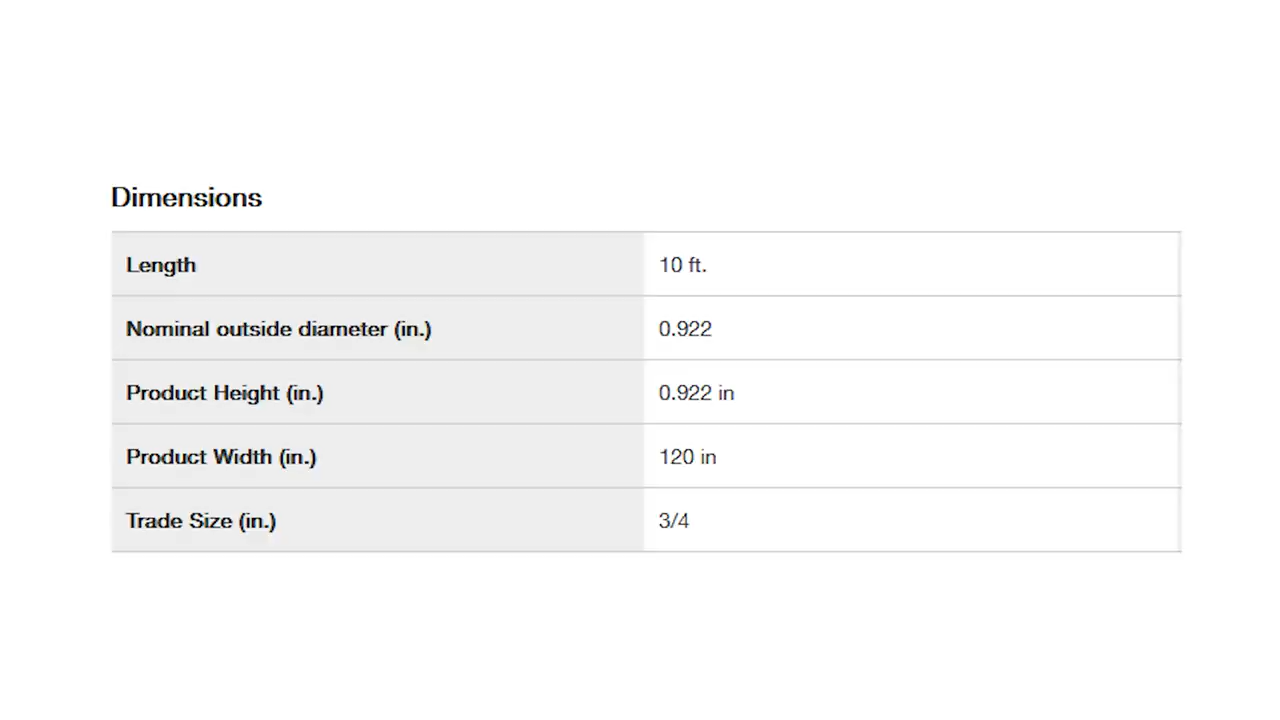 Dimensions
Length 10 ft.
Nominal outside diameter (in.) 0.922
Product Height (in.) 0.922 in
Product Width (in.) 120 in
Trade Size (in.) 3/4